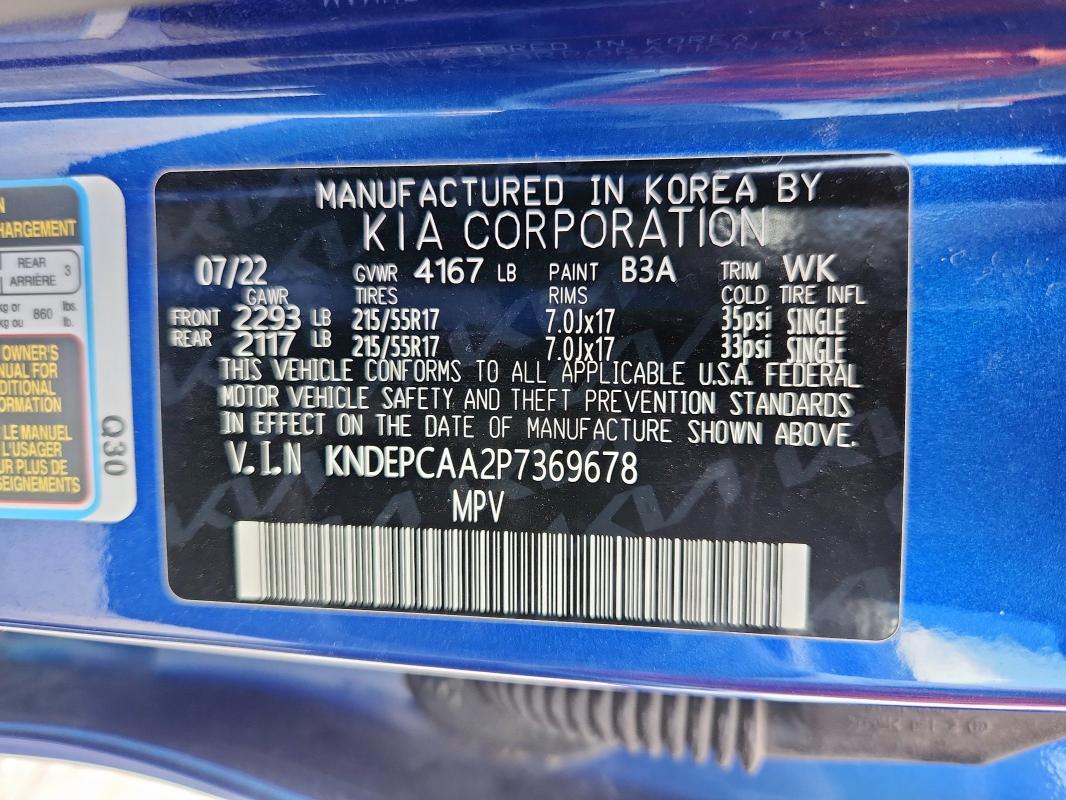 MANUFACTURED IN KOREA BY
KIA CORPORATION
07/22 GVWR 4167 LB PAINT B3A TRIM WK
GAWR TIRES RIMS COLD TIRE INFL
FRONT 2293 LB 215/55R17 7.0Jx17 35psi SINGLE
REAR 2117 LB 215/55R17 7.0Jx17 33psi SINGLE
THIS VEHICLE CONFORMS TO ALL APPLICABLE U.S.A. FEDERAL
MOTOR VEHICLE SAFETY AND THEFT PREVENTION STANDARDS
IN EFFECT ON THE DATE OF MANUFACTURE SHOWN ABOVE.
V.I.N KNDEPCAA2P7369678
MPV
HARGEMENT
REAR 3
ARRIÈRE
kg or 860 lbs.
kg ou lb.
OWNER'S
NUAL FOR
DITIONAL
ORMATION
LE MANUEL
L'USAGER
UR PLUS DE
SEIGNEMENTS
Q30